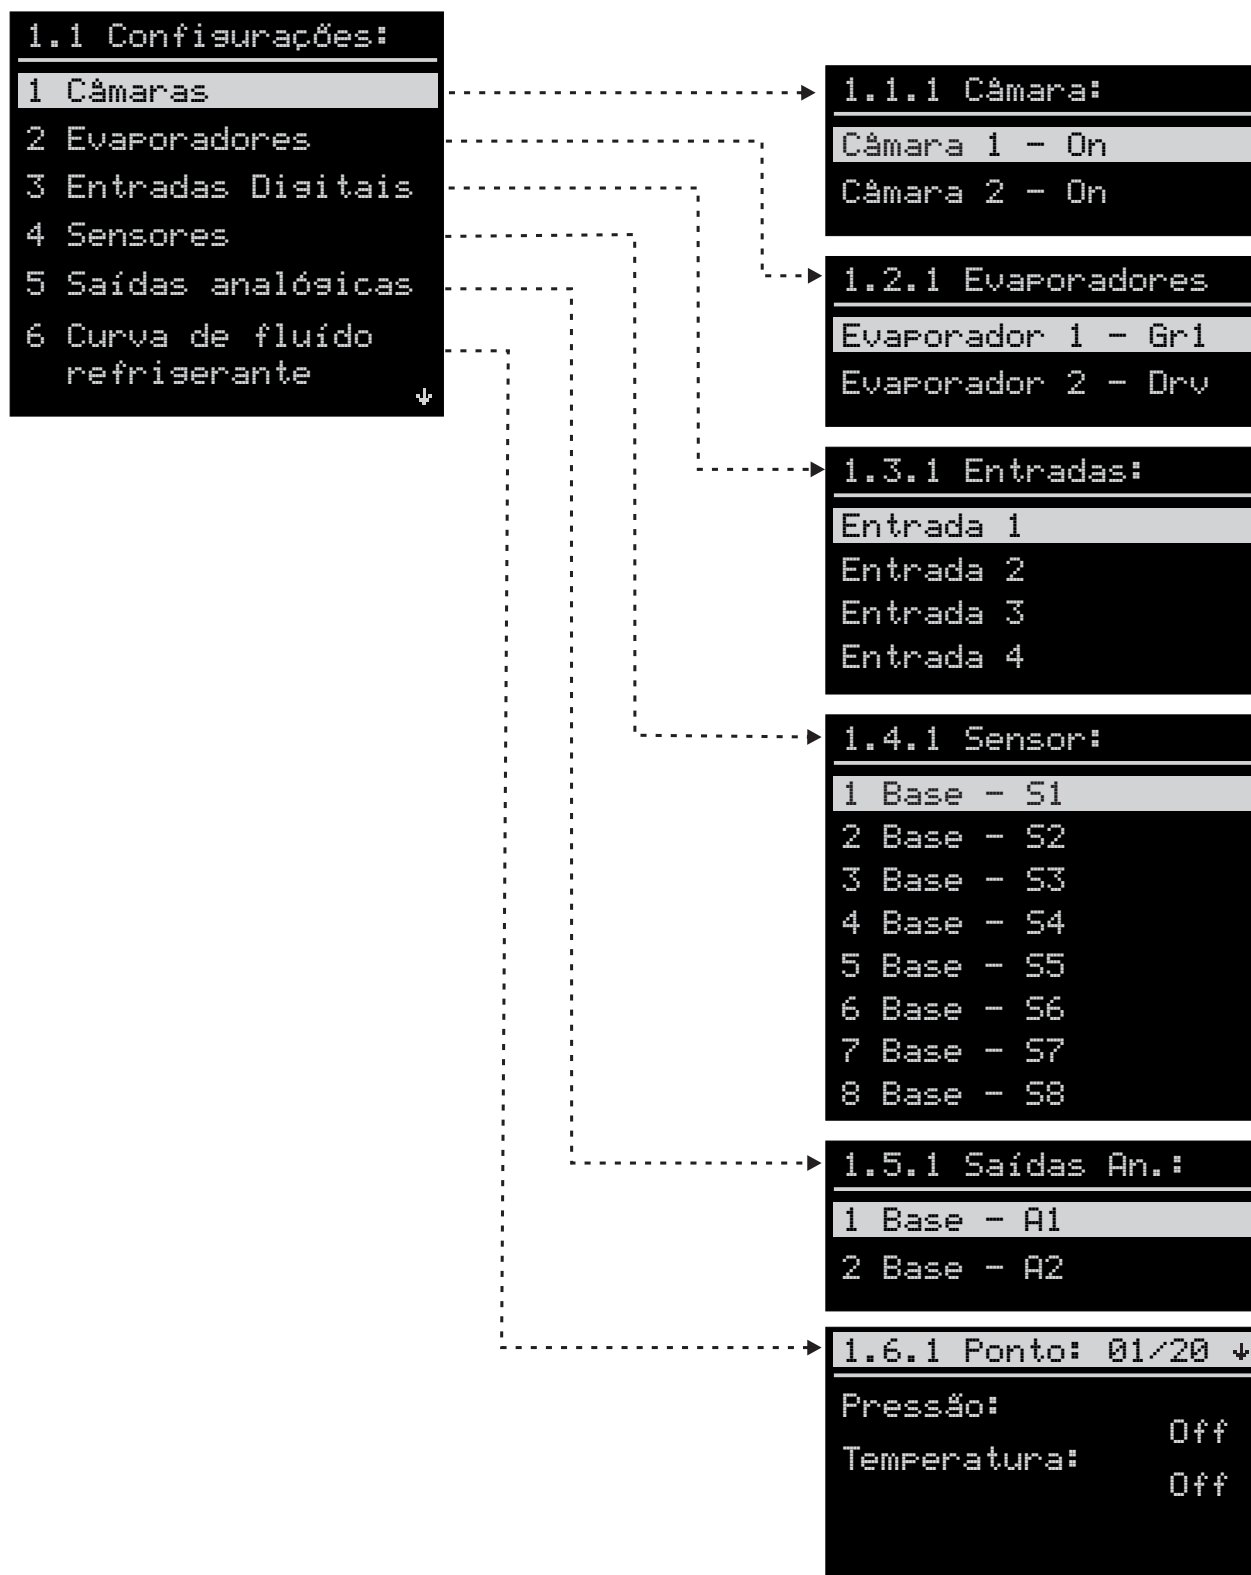 1.1 Configurações:
1 Câmaras
2 Evaporadores
3 Entradas Digitais
4 Sensores
5 Saídas analógicas
6 Curva de fluído
refrigerante
1.1.1 Câmara:
Câmara 1 - On
Câmara 2 - On
1.2.1 Evaporadores
Evaporador 1 - Gr1
Evaporador 2 - Drv
1.3.1 Entradas:
Entrada 1
Entrada 2
Entrada 3
Entrada 4
1.4.1 Sensor:
1 Base - S1
2 Base - S2
3 Base - S3
4 Base - S4
5 Base - S5
6 Base - S6
7 Base - S7
8 Base - S8
1.5.1 Saídas An.:
1 Base - A1
2 Base - A2
1.6.1 Ponto: 01/20 ↓
Pressão:
Off
Temperatura:
Off